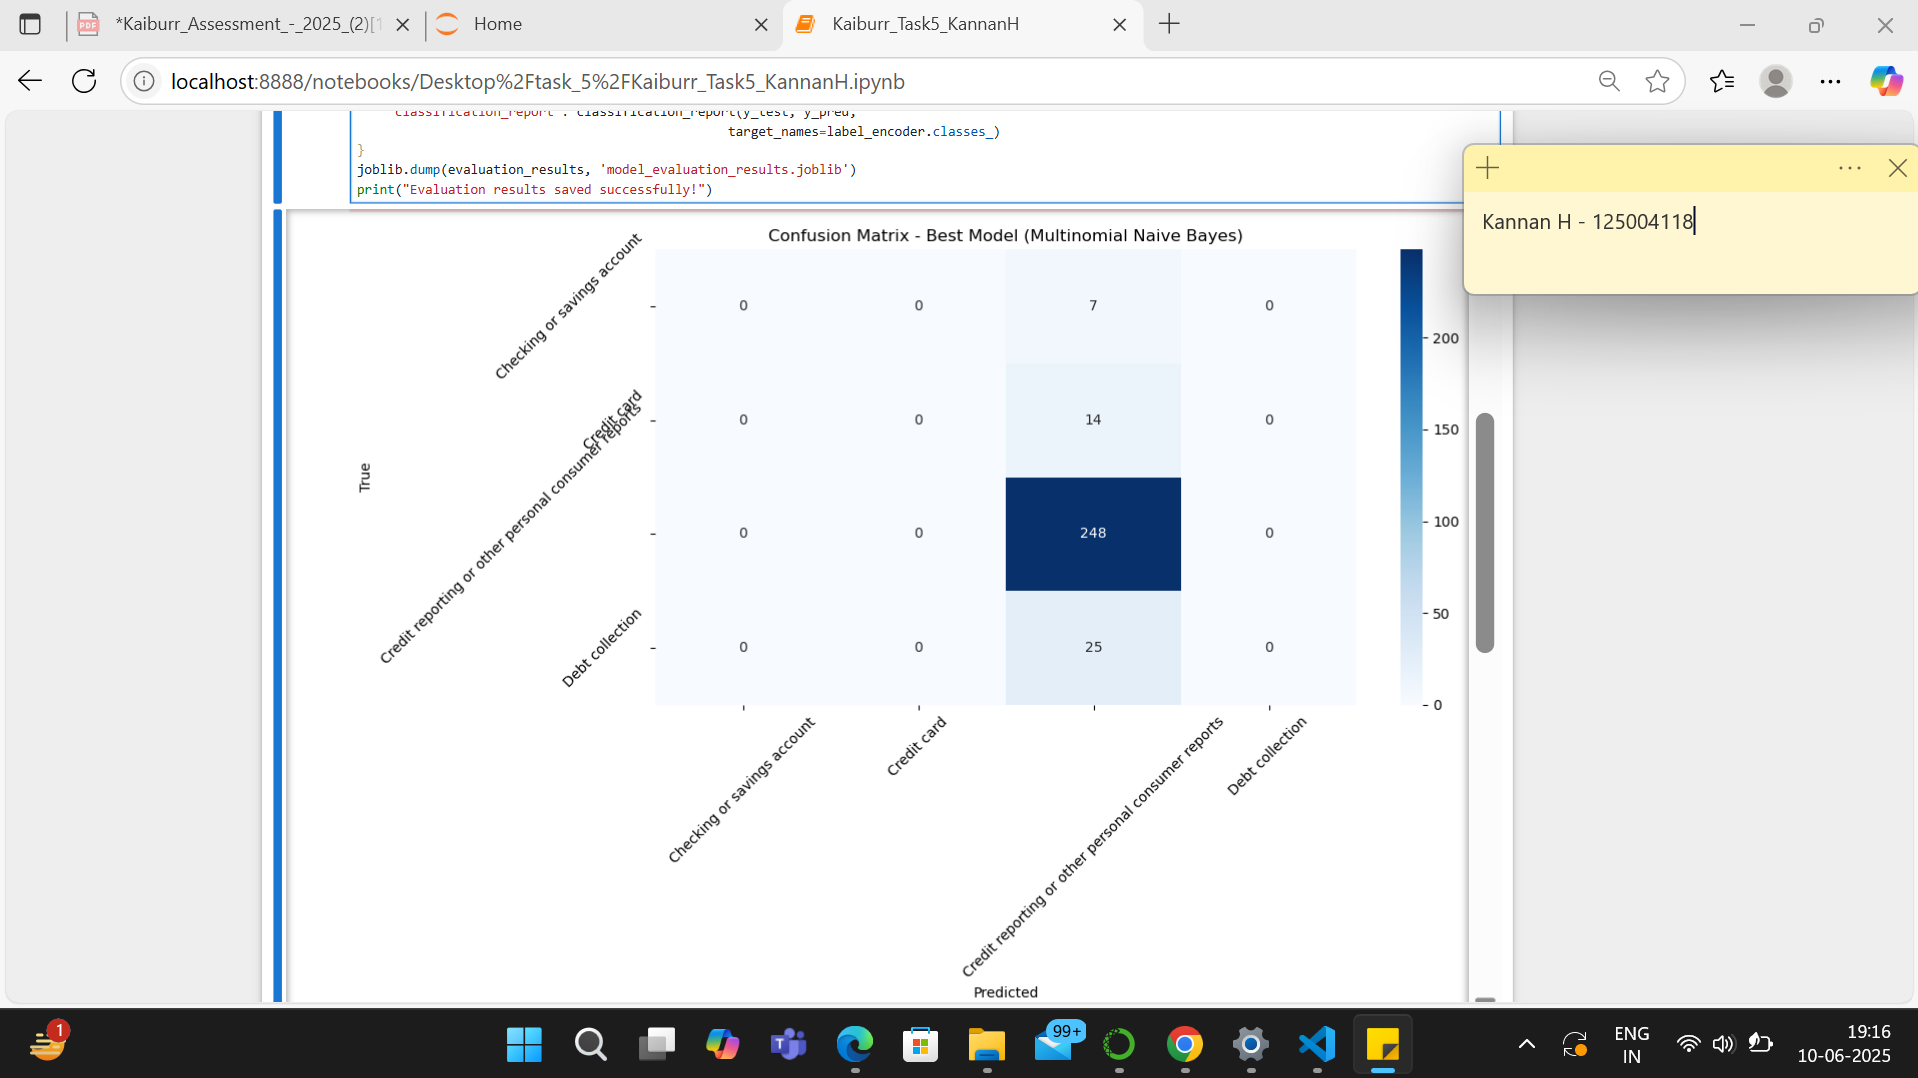 *Kaiburr_Assessment_-_2025_(2)[1
Home
Kaiburr_Task5_KannanH
localhost:8888/notebooks/Desktop%2Ftask_5%2FKaiburr_Task5_KannanH.ipynb
classification_report : classification_report(y_test, y_pred,
target_names=label_encoder.classes_)
}
joblib.dump(evaluation_results, 'model_evaluation_results.joblib')
print("Evaluation results saved successfully!")
Kannan H - 125004118
Confusion Matrix - Best Model (Multinomial Naive Bayes)
Checking or savings account
0 0 7 0
Credit card
0 0 14 0
Credit reporting or other personal consumer reports
0 0 248 0
Debt collection
0 0 25 0
True
200
150
100
50
0
Checking or savings account
Credit card
Credit reporting or other personal consumer reports
Debt collection
Predicted
1
99+
ENG
IN
19:16
10-06-2025